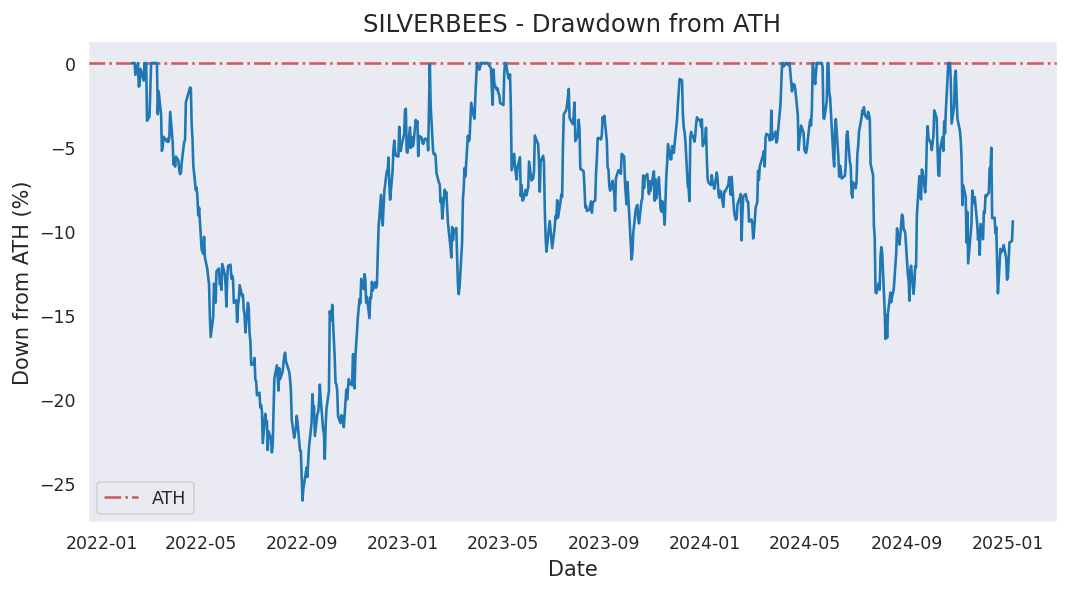 SILVERBEES - Drawdown from ATH
Down from ATH (%)
0
−5
−10
−15
−20
−25
ATH
2022-01 2022-05 2022-09 2023-01 2023-05 2023-09 2024-01 2024-05 2024-09 2025-01
Date